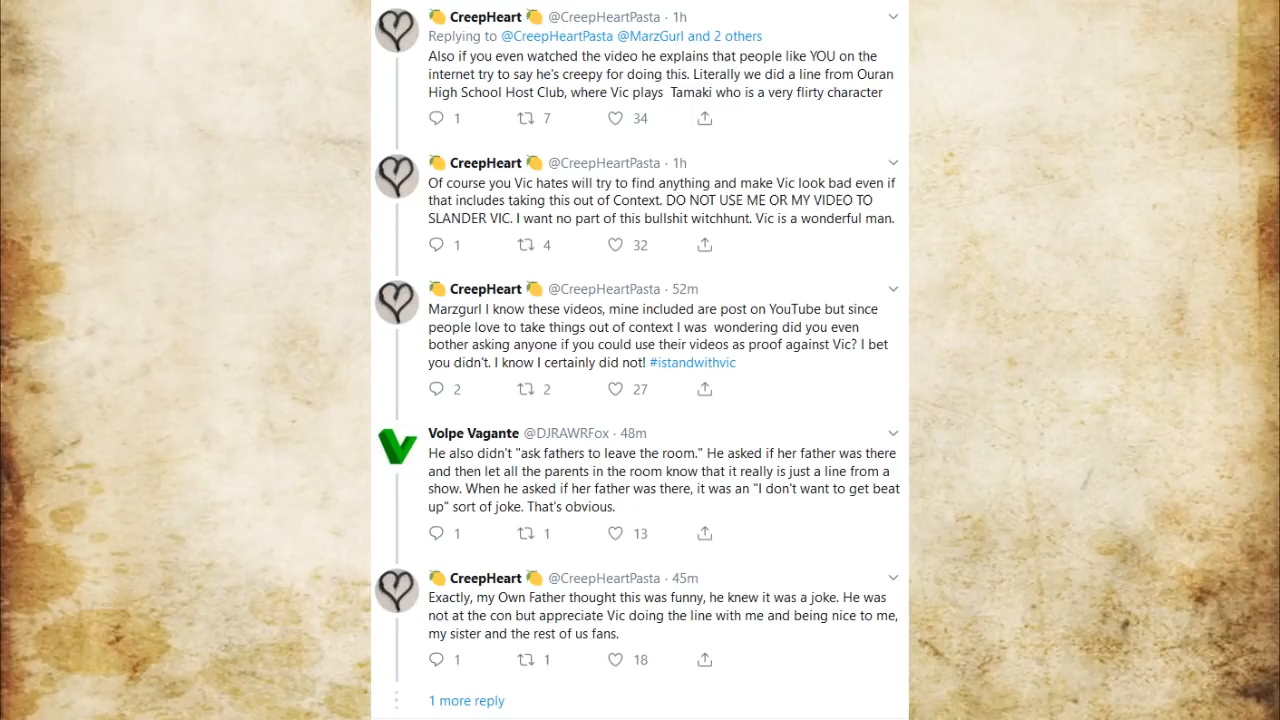 🍋 CreepHeart 🍋 @CreepHeartPasta · 1h
Replying to @CreepHeartPasta @MarzGurl and 2 others
Also if you even watched the video he explains that people like YOU on the
internet try to say he's creepy for doing this. Literally we did a line from Ouran
High School Host Club, where Vic plays Tamaki who is a very flirty character
1 7 34
🍋 CreepHeart 🍋 @CreepHeartPasta · 1h
Of course you Vic hates will try to find anything and make Vic look bad even if
that includes taking this out of Context. DO NOT USE ME OR MY VIDEO TO
SLANDER VIC. I want no part of this bullshit witchhunt. Vic is a wonderful man.
1 4 32
🍋 CreepHeart 🍋 @CreepHeartPasta · 52m
Marzgurl I know these videos, mine included are post on YouTube but since
people love to take things out of context I was wondering did you even
bother asking anyone if you could use their videos as proof against Vic? I bet
you didn't. I know I certainly did not! #istandwithvic
2 2 27
Volpe Vagante @DJRAWRFox · 48m
He also didn't "ask fathers to leave the room." He asked if her father was there
and then let all the parents in the room know that it really is just a line from a
show. When he asked if her father was there, it was an "I don't want to get beat
up" sort of joke. That's obvious.
1 1 13
🍋 CreepHeart 🍋 @CreepHeartPasta · 45m
Exactly, my Own Father thought this was funny, he knew it was a joke. He was
not at the con but appreciate Vic doing the line with me and being nice to me,
my sister and the rest of us fans.
1 1 18
1 more reply